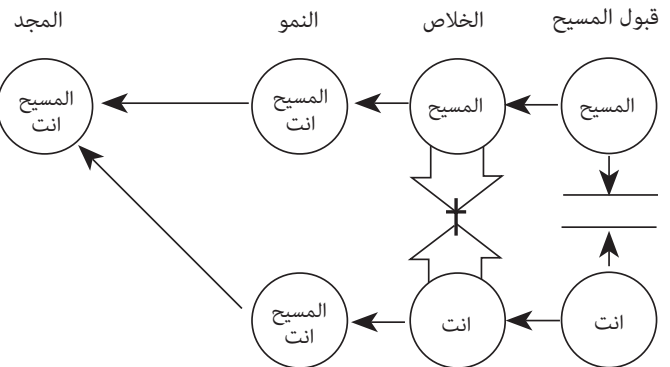 قبول المسيح
الخلاص
النمو
المجد
المسيح
المسيح
المسيح
انت
المسيح
انت
انت
انت
المسيح
انت